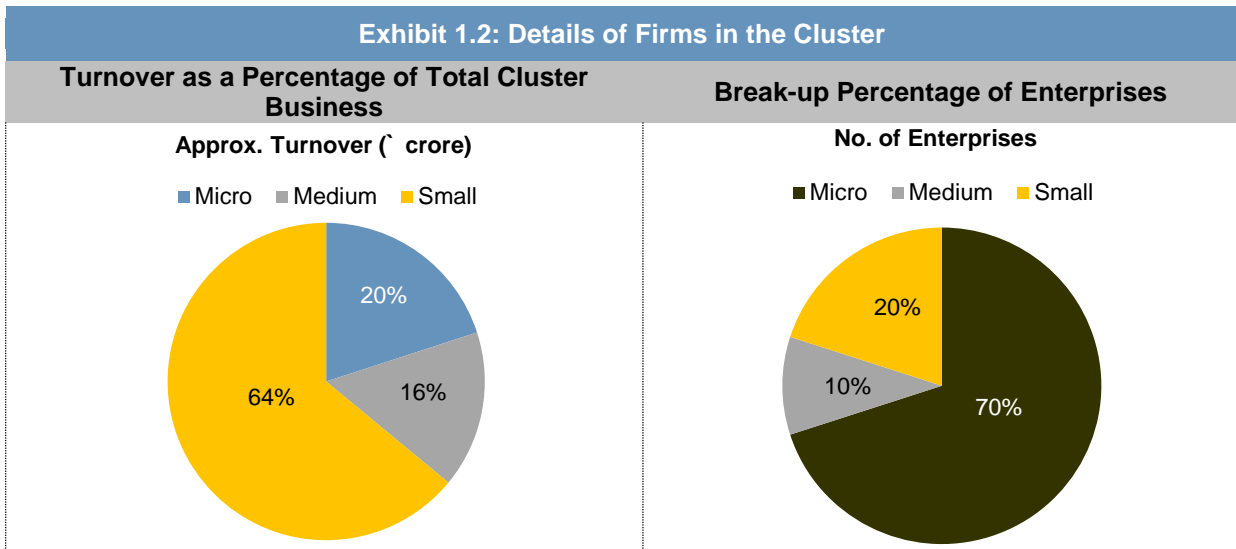 Exhibit 1.2: Details of Firms in the Cluster
Turnover as a Percentage of Total Cluster
Business
Break-up Percentage of Enterprises
Approx. Turnover (` crore)
Micro Medium Small
20%
16%
64%
No. of Enterprises
Micro Medium Small
20%
10%
70%